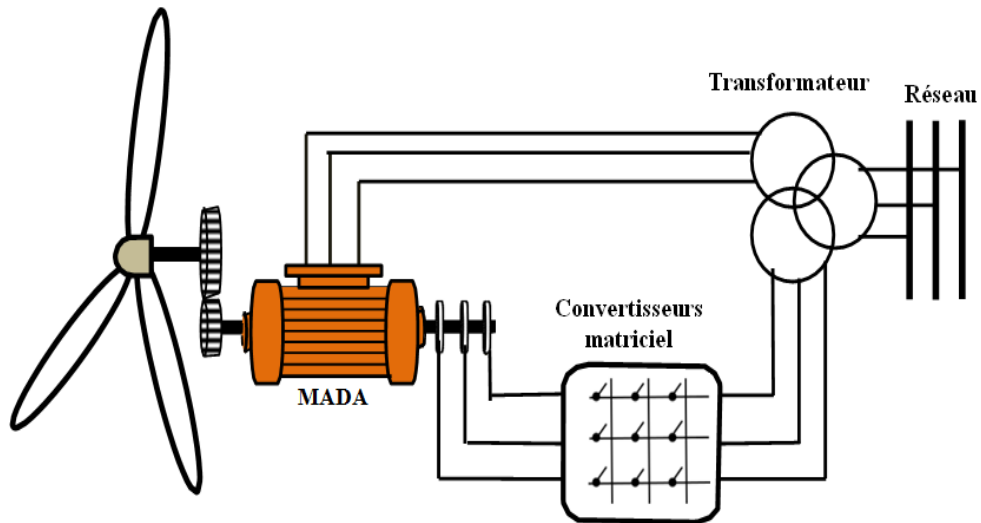 Transformateur
Réseau
Convertisseurs
matriciel
MADA